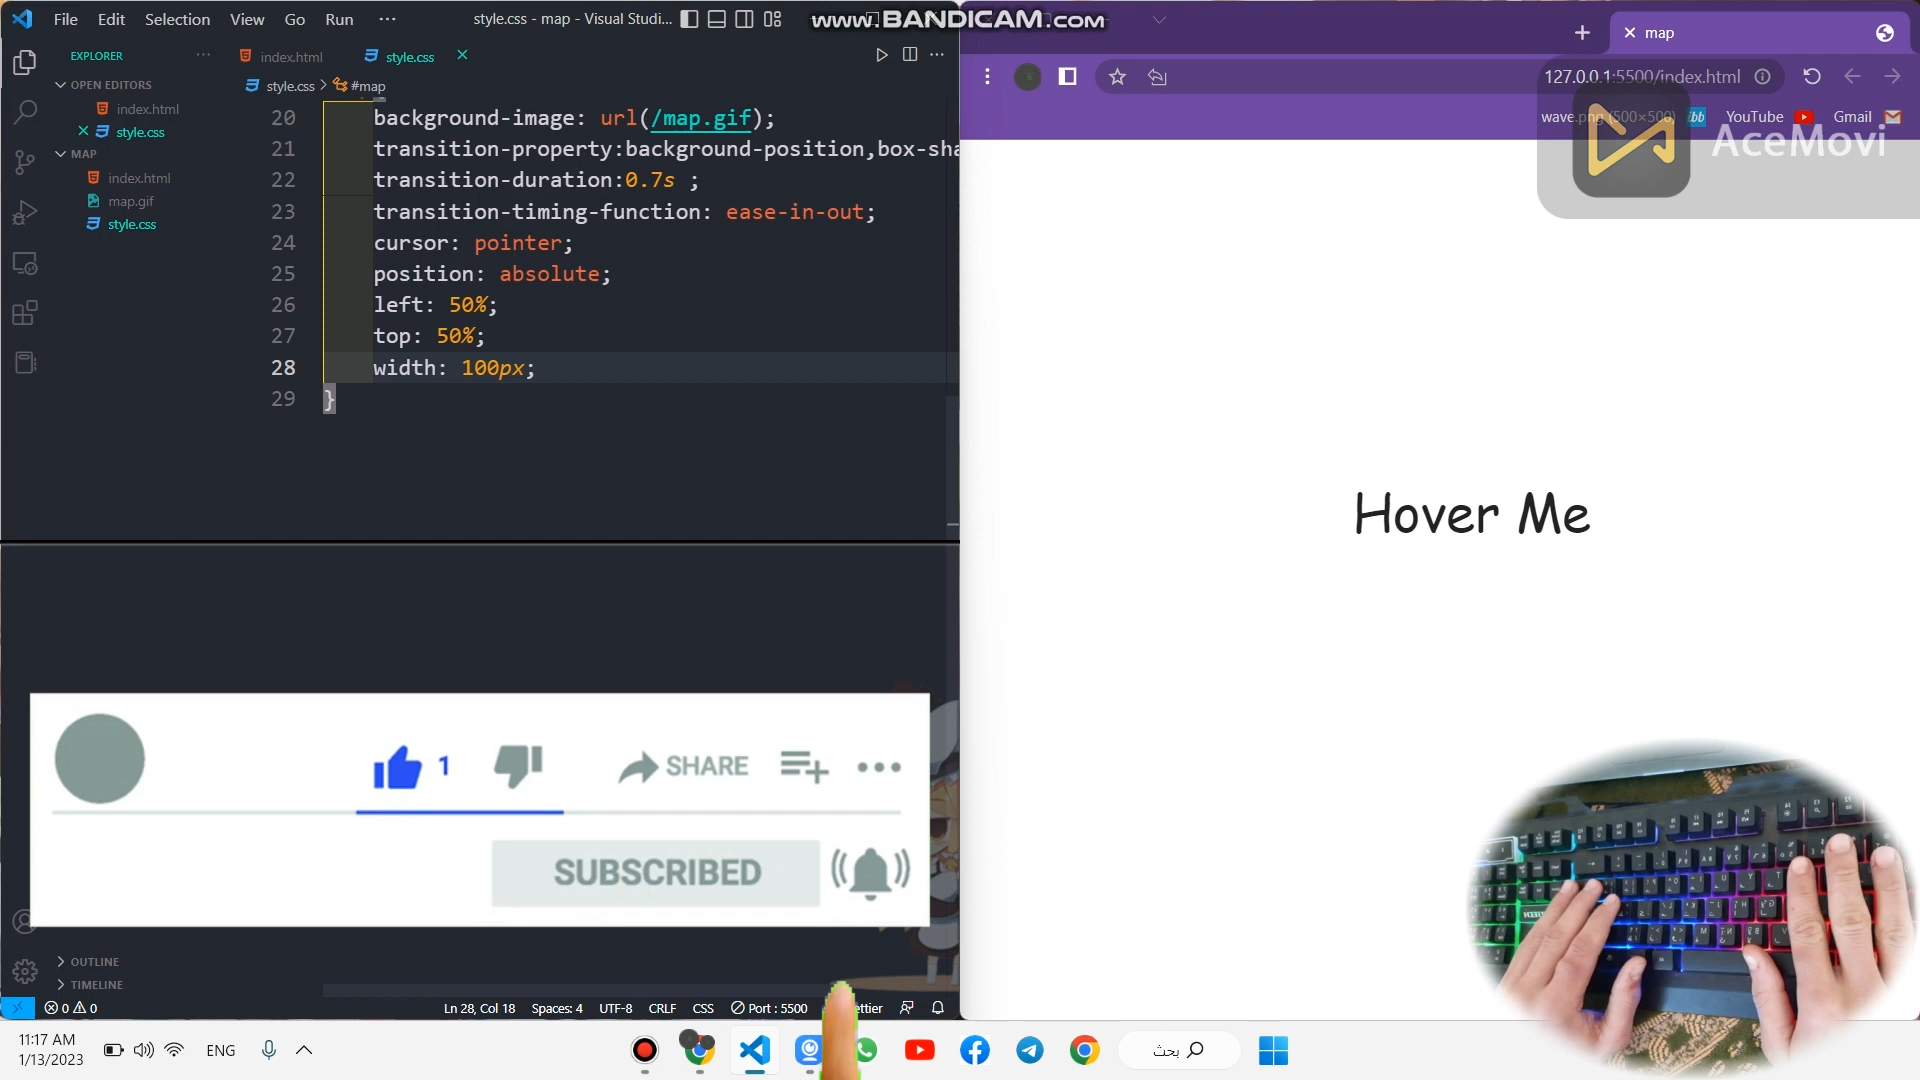 File Edit Selection View Go Run ···
style.css - map - Visual Studi...
www.BANDICAM.com
map
EXPLORER
index.html
style.css
OPEN EDITORS
index.html
style.css
MAP
index.html
map.gif
style.css
style.css > #map
20 background-image: url(/map.gif);
21 transition-property:background-position,box-sha
22 transition-duration:0.7s ;
23 transition-timing-function: ease-in-out;
24 cursor: pointer;
25 position: absolute;
26 left: 50%;
27 top: 50%;
28 width: 100px;
29 }
127.0.0.1:5500/index.html
wave.png (500×500) ibb YouTube Gmail
AceMovi
Hover Me
1 SHARE
SUBSCRIBED
OUTLINE
TIMELINE
0 0
Ln 28, Col 18 Spaces: 4 UTF-8 CRLF CSS Port : 5500 ettier
11:17 AM
1/13/2023
ENG
بحث